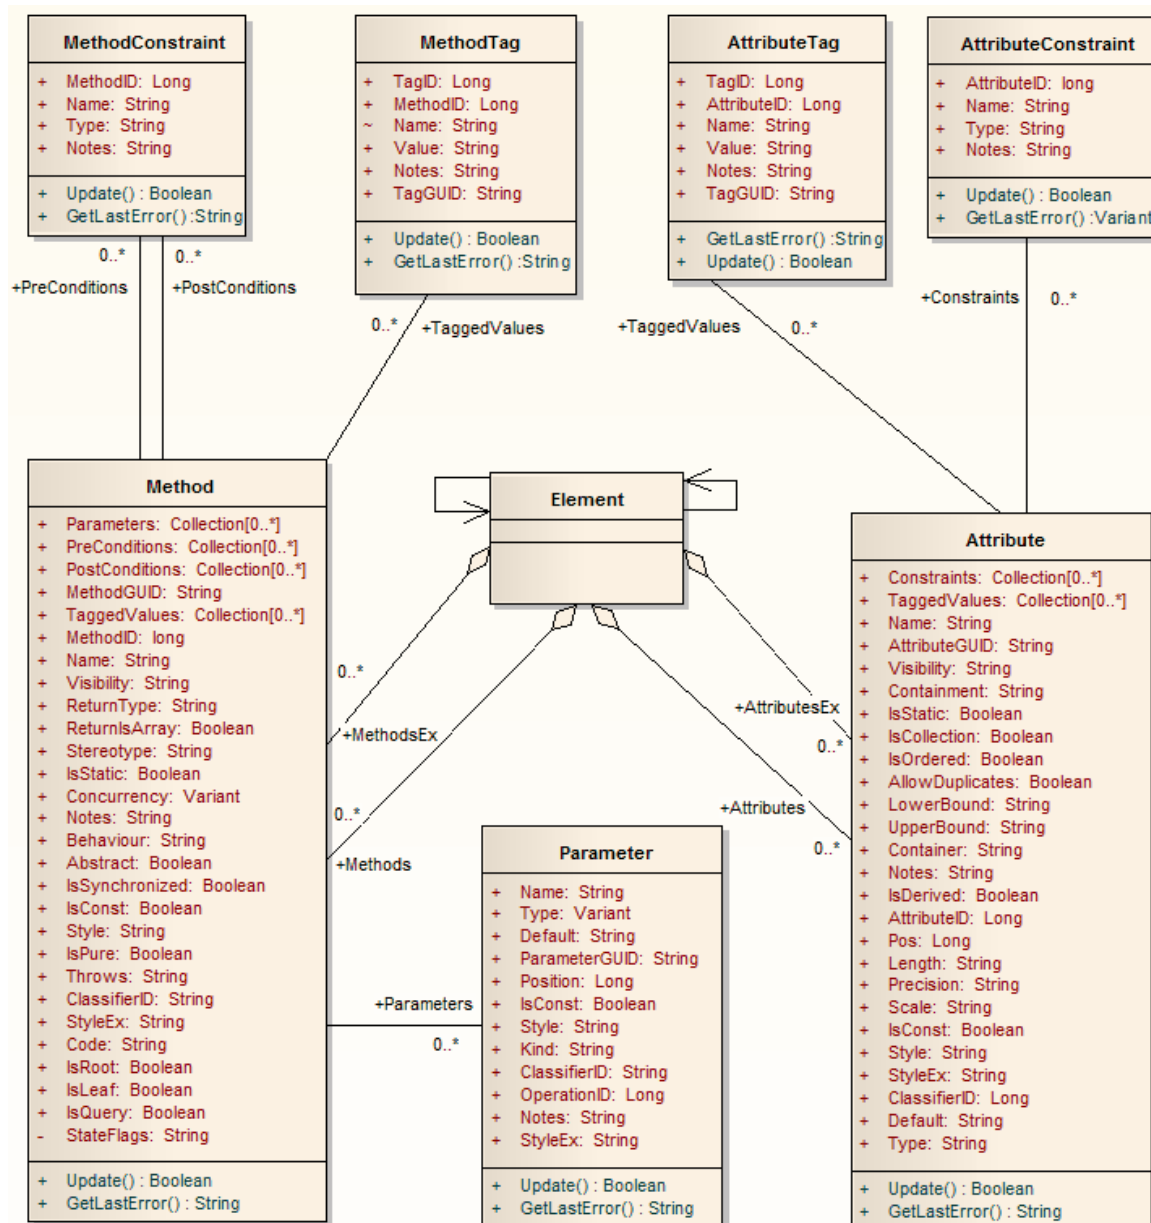 MethodConstraint
+ MethodID: Long
+ Name: String
+ Type: String
+ Notes: String
+ Update() : Boolean
+ GetLastError() :String
MethodTag
+ TagID: Long
+ MethodID: Long
~ Name: String
+ Value: String
+ Notes: String
+ TagGUID: String
+ Update() : Boolean
+ GetLastError() :String
AttributeTag
+ TagID: Long
+ AttributeID: Long
+ Name: String
+ Value: String
+ Notes: String
+ TagGUID: String
+ GetLastError() :String
+ Update() : Boolean
AttributeConstraint
+ AttributeID: long
+ Name: String
+ Type: String
+ Notes: String
+ Update() : Boolean
+ GetLastError() :Variant
0..*
0..*
+PreConditions
+PostConditions
0..*
+TaggedValues
+TaggedValues
0..*
+Constraints
0..*
Method
+ Parameters: Collection[0..*]
+ PreConditions: Collection[0..*]
+ PostConditions: Collection[0..*]
+ MethodGUID: String
+ TaggedValues: Collection[0..*]
+ MethodID: long
+ Name: String
+ Visibility: String
+ ReturnType: String
+ ReturnIsArray: Boolean
+ Stereotype: String
+ IsStatic: Boolean
+ Concurrency: Variant
+ Notes: String
+ Behaviour: String
+ Abstract: Boolean
+ IsSynchronized: Boolean
+ IsConst: Boolean
+ Style: String
+ IsPure: Boolean
+ Throws: String
+ ClassifierID: String
+ StyleEx: String
+ Code: String
+ IsRoot: Boolean
+ IsLeaf: Boolean
+ IsQuery: Boolean
- StateFlags: String
+ Update() : Boolean
+ GetLastError() : String
Element
0..*
+MethodsEx
0..*
+Methods
+AttributesEx
0..*
+Attributes
0..*
Parameter
+ Name: String
+ Type: Variant
+ Default: String
+ ParameterGUID: String
+ Position: Long
+ IsConst: Boolean
+ Style: String
+ Kind: String
+ ClassifierID: String
+ OperationID: Long
+ Notes: String
+ StyleEx: String
+ Update() : Boolean
+ GetLastError() : String
+Parameters
0..*
Attribute
+ Constraints: Collection[0..*]
+ TaggedValues: Collection[0..*]
+ Name: String
+ AttributeGUID: String
+ Visibility: String
+ Containment: String
+ IsStatic: Boolean
+ IsCollection: Boolean
+ IsOrdered: Boolean
+ AllowDuplicates: Boolean
+ LowerBound: String
+ UpperBound: String
+ Container: String
+ Notes: String
+ IsDerived: Boolean
+ AttributeID: Long
+ Pos: Long
+ Length: String
+ Precision: String
+ Scale: String
+ IsConst: Boolean
+ Style: String
+ StyleEx: String
+ ClassifierID: Long
+ Default: String
+ Type: String
+ Update() : Boolean
+ GetLastError() : String